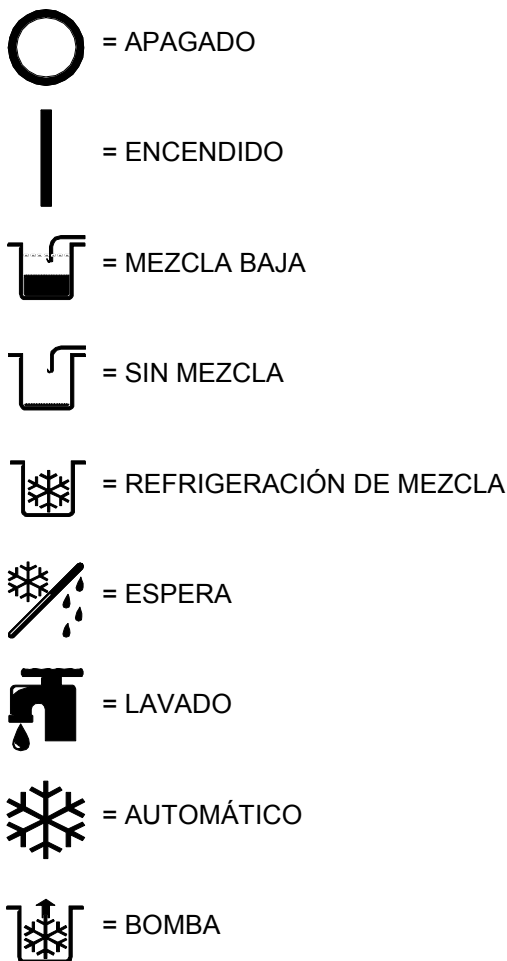 = APAGADO
= ENCENDIDO
= MEZCLA BAJA
= SIN MEZCLA
= REFRIGERACIÓN DE MEZCLA
= ESPERA
= LAVADO
= AUTOMÁTICO
= BOMBA